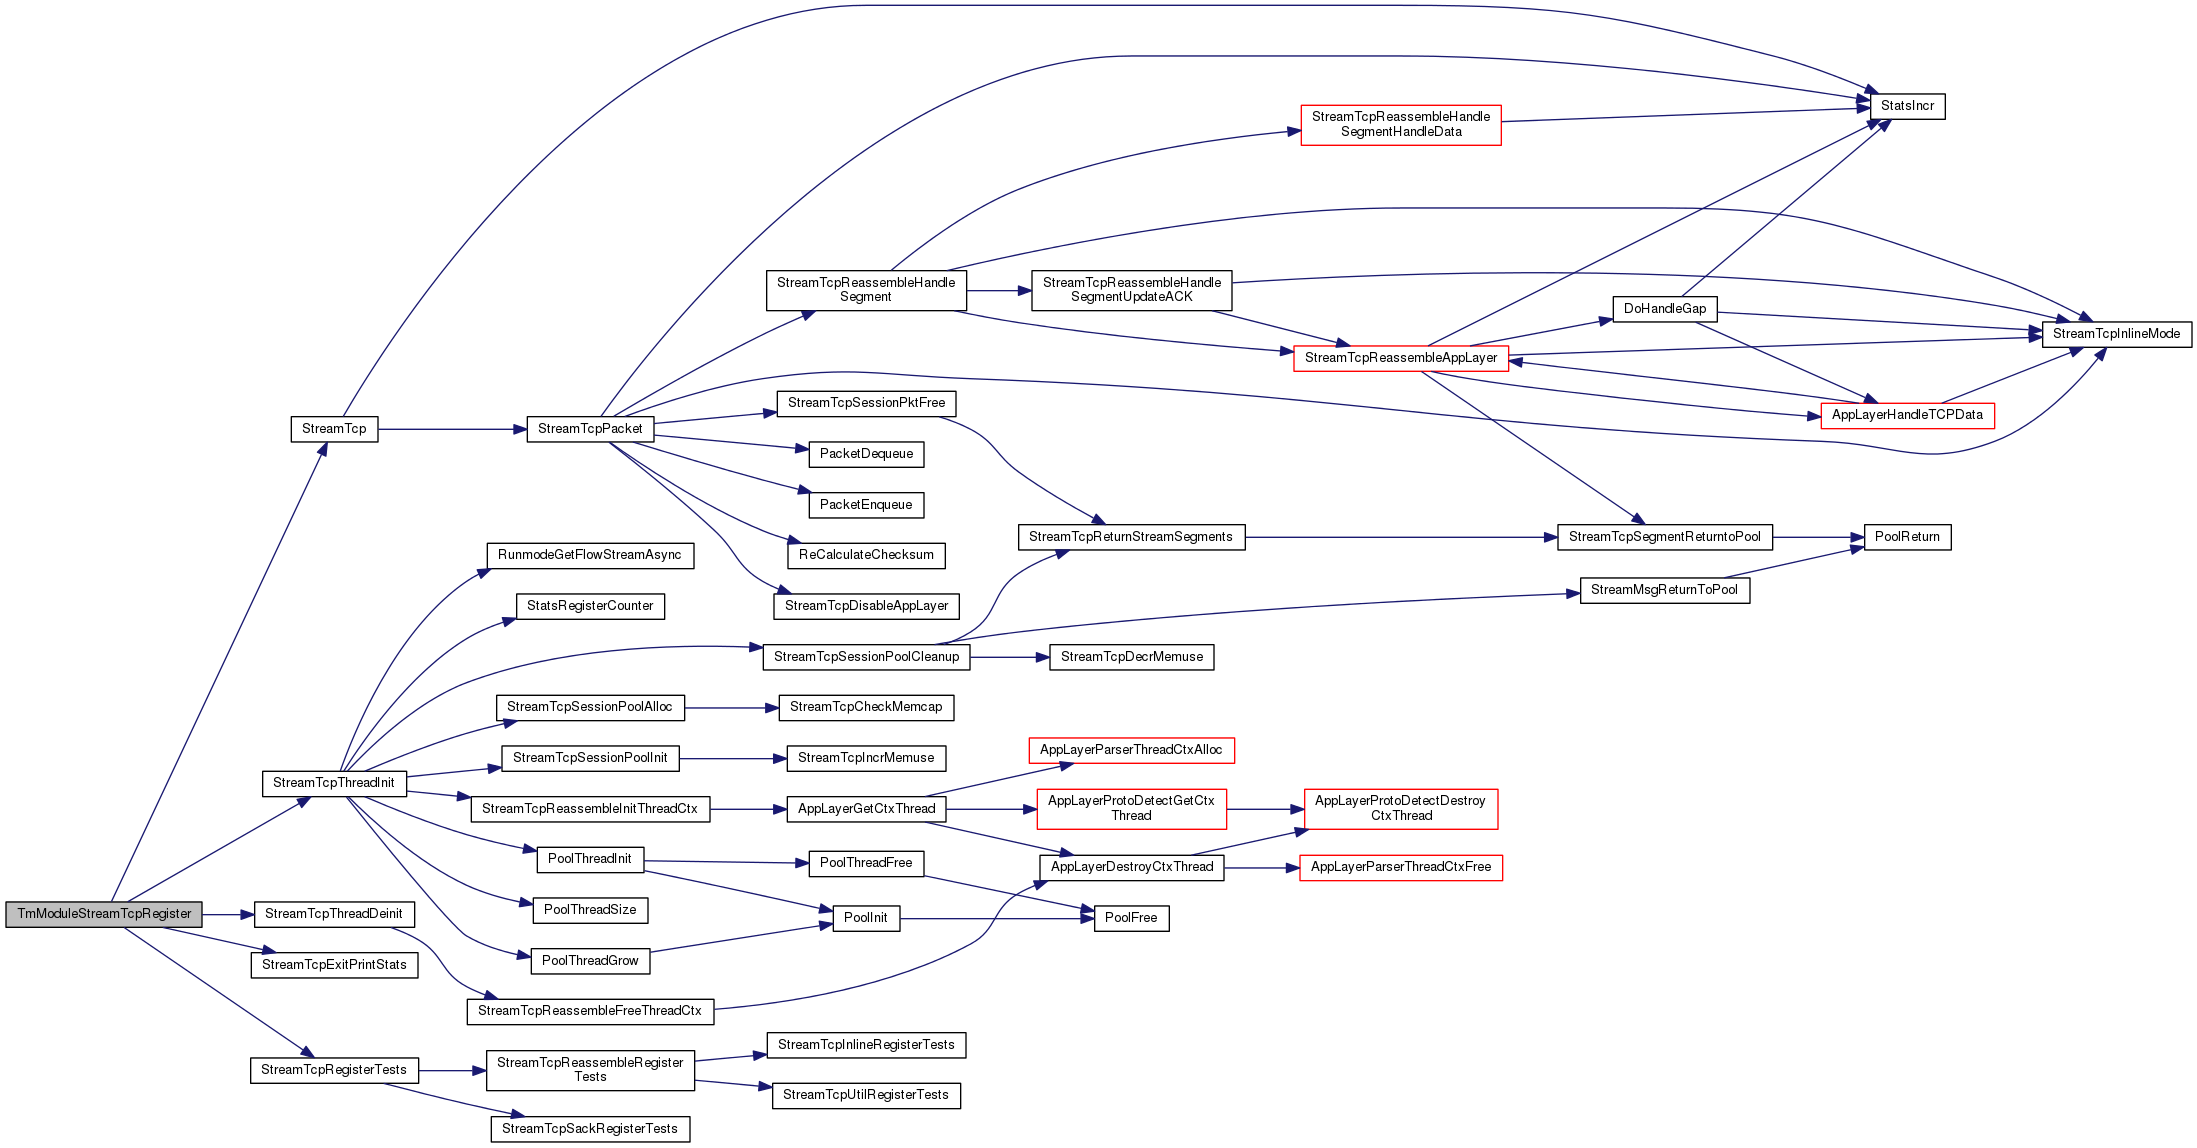 StatsIncr
StreamTcpReassembleHandle
SegmentHandleData
StreamTcpReassembleHandle
Segment
StreamTcpReassembleHandle
SegmentUpdateACK
DoHandleGap
StreamTcpInlineMode
StreamTcpReassembleAppLayer
StreamTcpSessionPktFree
AppLayerHandleTCPData
StreamTcp
StreamTcpPacket
PacketDequeue
PacketEnqueue
StreamTcpReturnStreamSegments
StreamTcpSegmentReturntoPool
PoolReturn
RunmodeGetFlowStreamAsync
ReCalculateChecksum
StreamMsgReturnToPool
StatsRegisterCounter
StreamTcpDisableAppLayer
StreamTcpSessionPoolCleanup
StreamTcpDecrMemuse
StreamTcpSessionPoolAlloc
StreamTcpCheckMemcap
AppLayerParserThreadCtxAlloc
StreamTcpSessionPoolInit
StreamTcpIncrMemuse
StreamTcpThreadInit
StreamTcpReassembleInitThreadCtx
AppLayerGetCtxThread
AppLayerProtoDetectGetCtx
Thread
AppLayerProtoDetectDestroy
CtxThread
PoolThreadInit
PoolThreadFree
AppLayerDestroyCtxThread
AppLayerParserThreadCtxFree
TmModuleStreamTcpRegister
StreamTcpThreadDeinit
PoolThreadSize
PoolInit
PoolFree
StreamTcpExitPrintStats
PoolThreadGrow
StreamTcpReassembleFreeThreadCtx
StreamTcpInlineRegisterTests
StreamTcpRegisterTests
StreamTcpReassembleRegister
Tests
StreamTcpUtilRegisterTests
StreamTcpSackRegisterTests